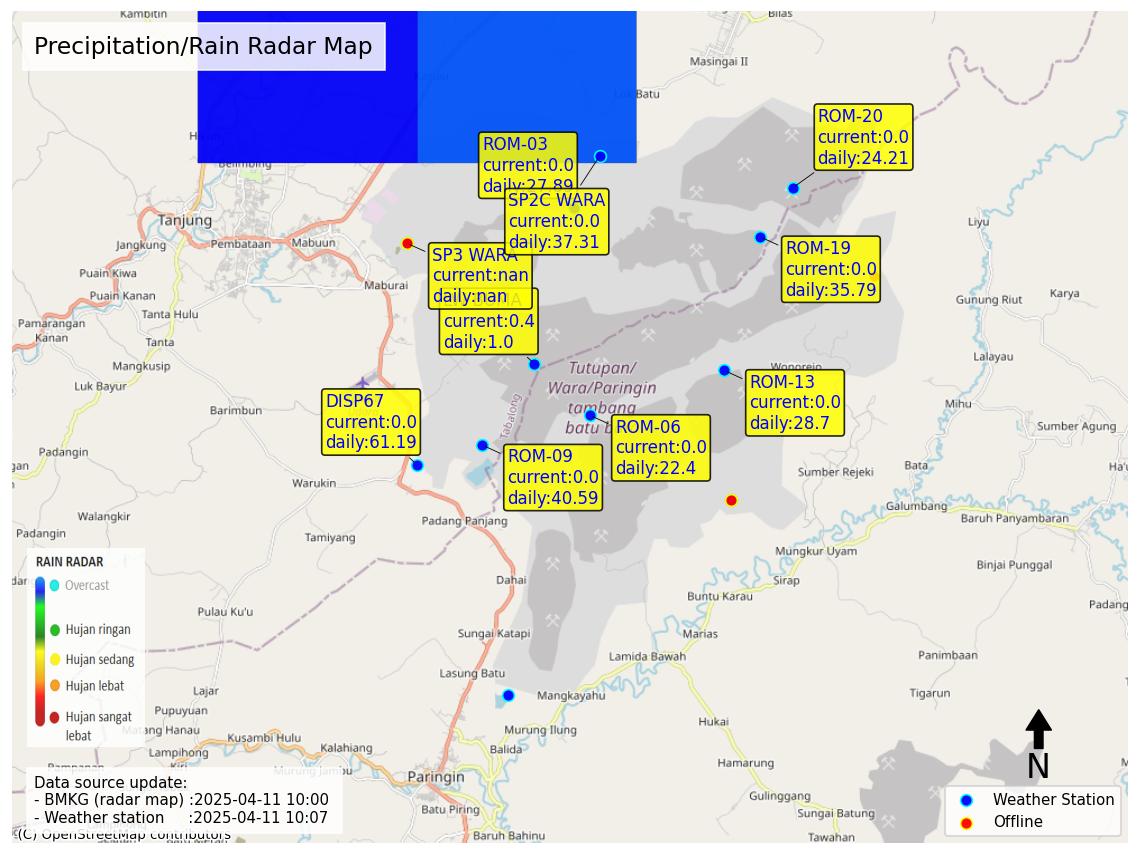 Kambitin
Bilas
Precipitation/Rain Radar Map
Masingai II
Batu
ROM-20
current:0.0
daily:24.21
ROM-03
current:0.0
daily:27.89
Belimbing
SP2C WARA
current:0.0
daily:37.31
Tanjung
Liyu
Jangkung
Pembataan
Mabuun
ROM-19
current:0.0
daily:35.79
SP3 WARA
current:nan
daily:nan
Puain Kiwa
Maburai
Puain Kanan
Karya
Gunung Riut
Tanta Hulu
current:0.4
daily:1.0
Pamarangan
Kanan
Tanta
Lalayau
Mangkusip
Wonorejo
Tutupan/
Wara/Paringin
tambang
batu
Luk Bayur
ROM-13
current:0.0
daily:28.7
Tabalong
DISP67
current:0.0
daily:61.19
Mihu
Barimbun
ROM-06
current:0.0
daily:22.4
Sumber Agung
Padangin
ROM-09
current:0.0
daily:40.59
Bata
Sumber Rejeki
Warukin
Galumbang
Walangkir
Padang Panjang
Baruh Panyambaran
Padangin
Tamiyang
Mungkur Uyam
RAIN RADAR
Overcast
Hujan ringan
Hujan sedang
Hujan lebat
Hujan sangat
lebat
Binjai Punggal
Dahai
Sirap
Buntu Karau
Padang
Pulau Ku'u
Sungai Katapi
Marias
Lamida Bawah
Panimbaan
Lasung Batu
Lajar
Mangkayahu
Tigarun
Pupuyuan
Hukai
Matang Hanau
Murung Ilung
Kusambi Hulu
Kalahiang
Lampihong
Balida
Kiri
Hamarung
N
Pampanan
Murung Jambu
Paringin
Data source update:
- BMKG (radar map) :2025-04-11 10:00
- Weather station :2025-04-11 10:07
Gulinggang
Weather Station
Offline
Batu Piring
Sungai Batung
(C) OpenStreetMap contributors
Baruh Bahinu
Tawahan